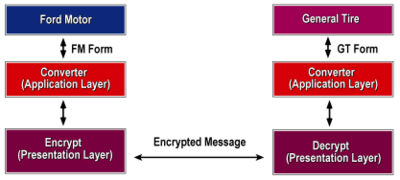 Ford Motor
General Tire
FM Form
GT Form
Converter
(Application Layer)
Converter
(Application Layer)
Encrypt
(Presentation Layer)
Encrypted Message
Decrypt
(Presentation Layer)